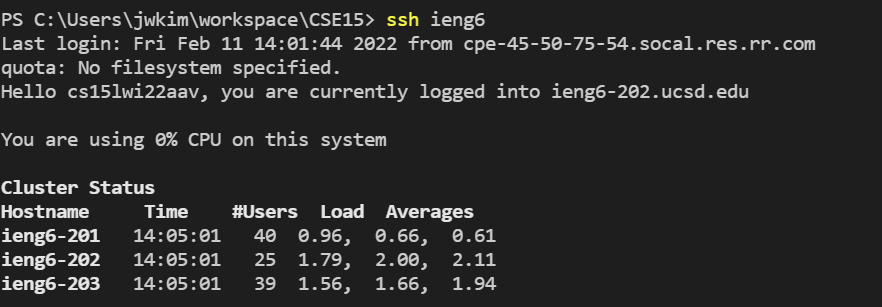 PS C:\Users\jwkim\workspace\CSE15> ssh ieng6
Last login: Fri Feb 11 14:01:44 2022 from cpe-45-50-75-54.socal.res.rr.com
quota: No filesystem specified.
Hello cs15lwi22aav, you are currently logged into ieng6-202.ucsd.edu
You are using 0% CPU on this system
Cluster Status
Hostname     Time    #Users  Load  Averages
ieng6-201   14:05:01   40  0.96,  0.66,  0.61
ieng6-202   14:05:01   25  1.79,  2.00,  2.11
ieng6-203   14:05:01   39  1.56,  1.66,  1.94